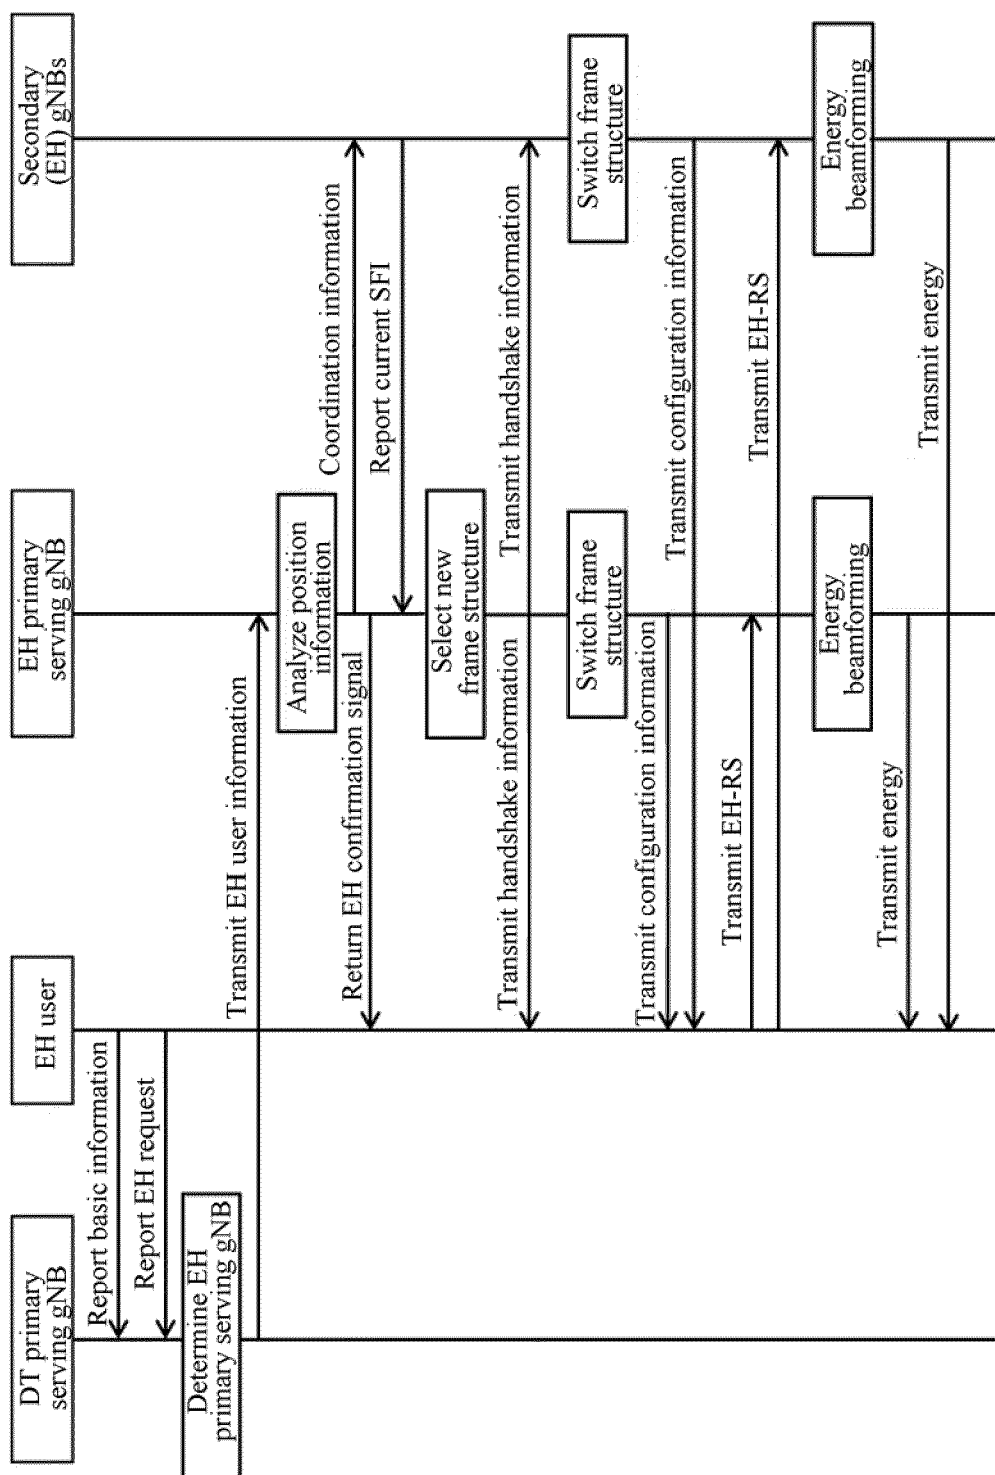 DT primary
serving gNB
EH user
EH primary
serving gNB
Secondary
(EH) gNBs
Report basic information
Report EH request
Determine EH
primary serving gNB
Transmit EH user information
Analyze position
information
Coordination information
Return EH confirmation signal
Report current SFI
Select new
frame structure
Transmit handshake information
Transmit handshake information
Switch frame
structure
Switch frame
structure
Transmit configuration information
Transmit configuration information
Transmit EH-RS
Transmit EH-RS
Energy
beamforming
Energy
beamforming
Transmit energy
Transmit energy